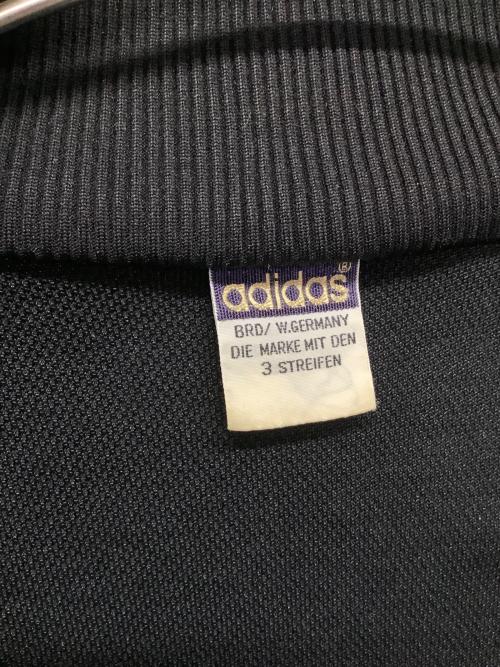 adidas®
BRD/ W.GERMANY
DIE MARKE MIT DEN
3 STREIFEN